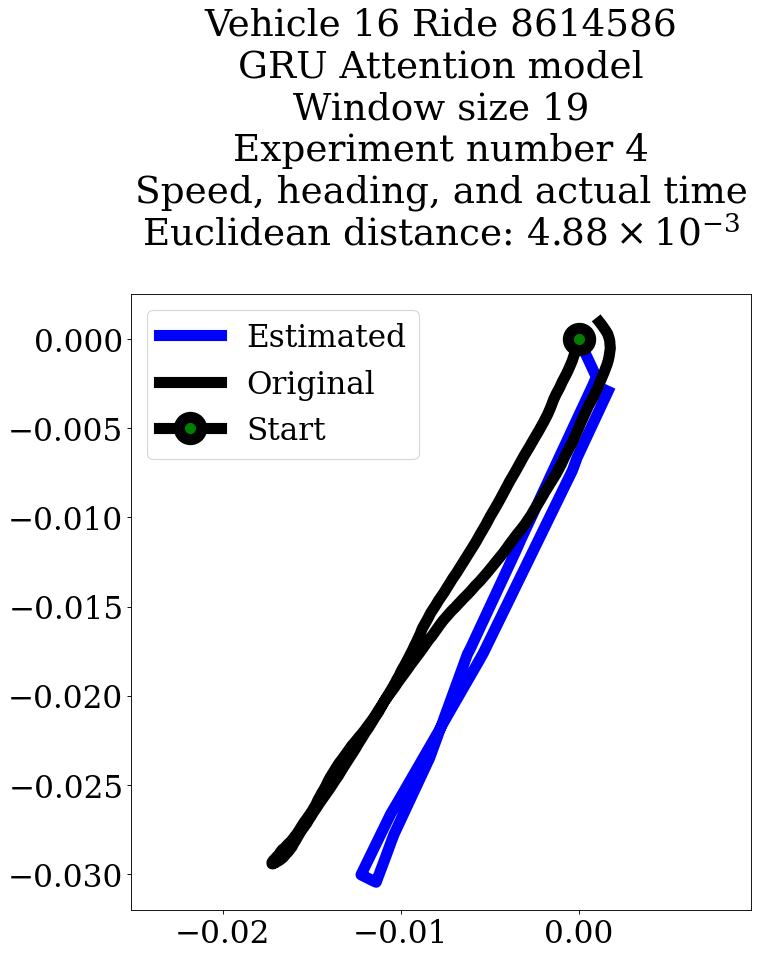 Vehicle 16 Ride 8614586
GRU Attention model
Window size 19
Experiment number 4
Speed, heading, and actual time
Euclidean distance: 4.88 × 10⁻³
Estimated
Original
Start
0.000
−0.005
−0.010
−0.015
−0.020
−0.025
−0.030
−0.02
−0.01
0.00